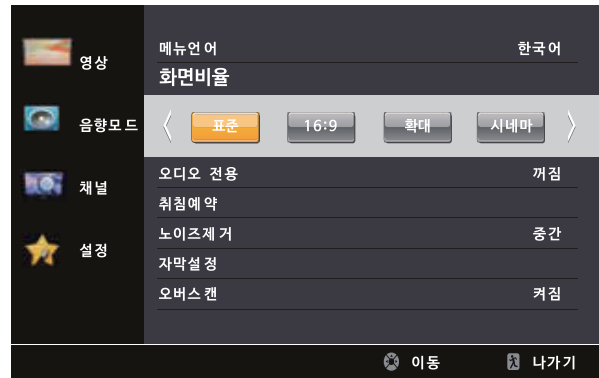 영상
음향모드
채널
설정
메뉴언어 한국어
화면비율
표준 16:9 확대 시네마
오디오 전용 꺼짐
취침예약
노이즈제거 중간
자막설정
오버스캔 켜짐
이동 나가기